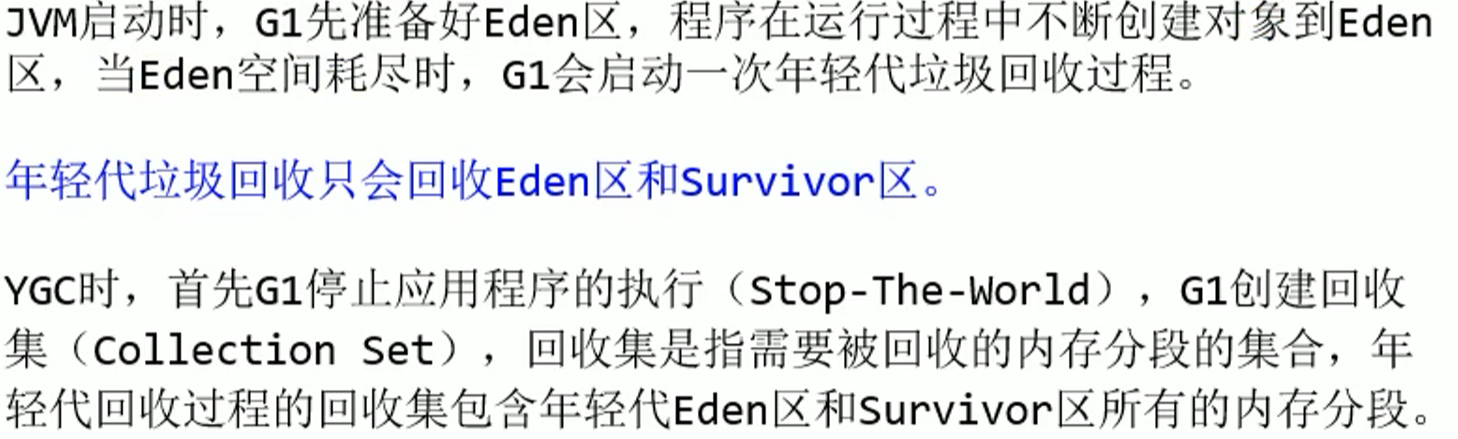 JVM启动时，G1先准备好Eden区，程序在运行过程中不断创建对象到Eden
区，当Eden空间耗尽时，G1会启动一次年轻代垃圾回收过程。
年轻代垃圾回收只会回收Eden区和Survivor区。
YGC时，首先G1停止应用程序的执行（Stop-The-World），G1创建回收
集（Collection Set），回收集是指需要被回收的内存分段的集合，年
轻代回收过程的回收集包含年轻代Eden区和Survivor区所有的内存分段。